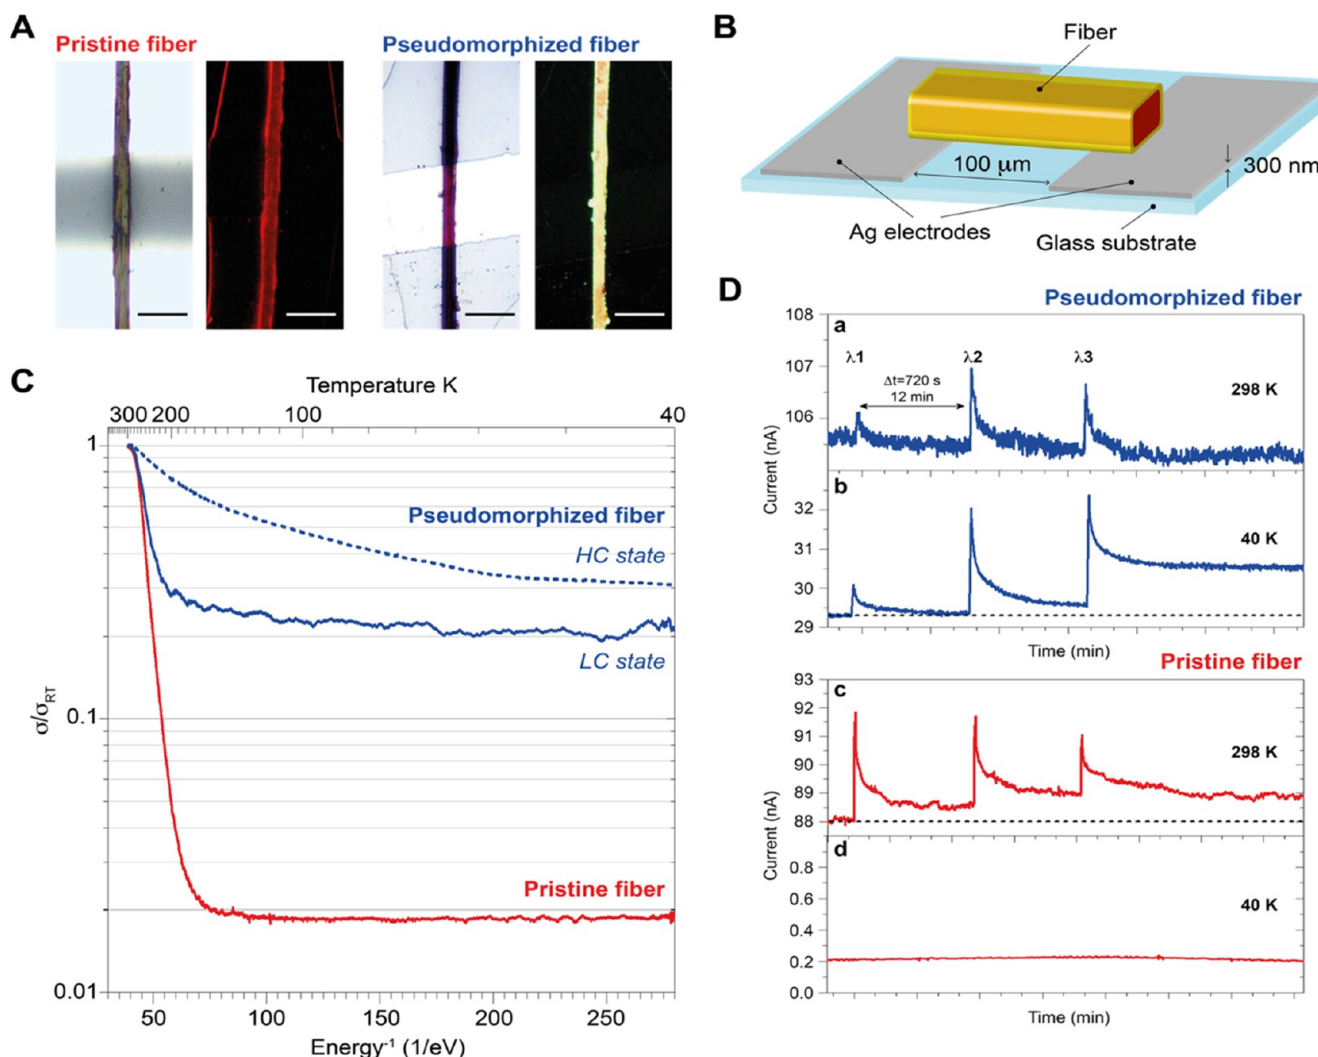 A
Pristine fiber
Pseudomorphized fiber
B
Fiber
100 μm
300 nm
Ag electrodes
Glass substrate
C
Temperature K
300 200 100 40
1
0.1
0.01
σ/σRT
Pseudomorphized fiber
HC state
LC state
Pristine fiber
50 100 150 200 250
Energy⁻¹ (1/eV)
D
Pseudomorphized fiber
a
108
107
106
λ1 λ2 λ3
Δt=720 s
12 min
298 K
Current (nA)
b
32
31
30
29
40 K
Time (min)
Pristine fiber
c
93
92
91
90
89
88
298 K
Current (nA)
d
0.8
0.6
0.4
0.2
0.0
40 K
Time (min)